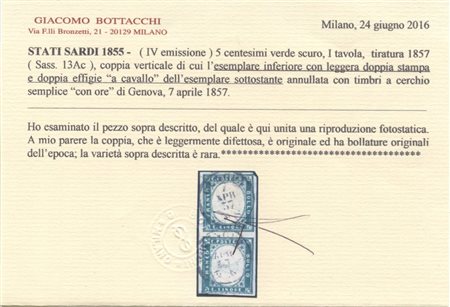 GIACOMO BOTTACCHI
Via F.lli Bronzetti, 21 - 20129 MILANO
Milano, 24 giugno 2016
STATI SARDI 1855 - ( IV emissione ) 5 centesimi verde scuro, I tavola, tiratura 1857
( Sass. 13Ac ), coppia verticale di cui l'esemplare inferiore con leggera doppia stampa
e doppia effigie "a cavallo" dell'esemplare sottostante annullata con timbri a cerchio
semplice "con ore" di Genova, 7 aprile 1857.
Ho esaminato il pezzo sopra descritto, del quale è qui unita una riproduzione fotostatica.
A mio parere la coppia, che è leggermente difettosa, è originale ed ha bollature originali
dell'epoca; la varietà sopra descritta è rara.*****************************************
APR
57
C. CINQUE